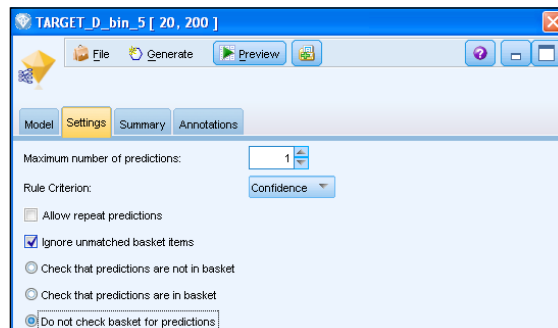 TARGET_D_bin_5 [ 20, 200 ]
File Generate Preview
Model Settings Summary Annotations
Maximum number of predictions: 1
Rule Criterion: Confidence
Allow repeat predictions
Ignore unmatched basket items
Check that predictions are not in basket
Check that predictions are in basket
Do not check basket for predictions